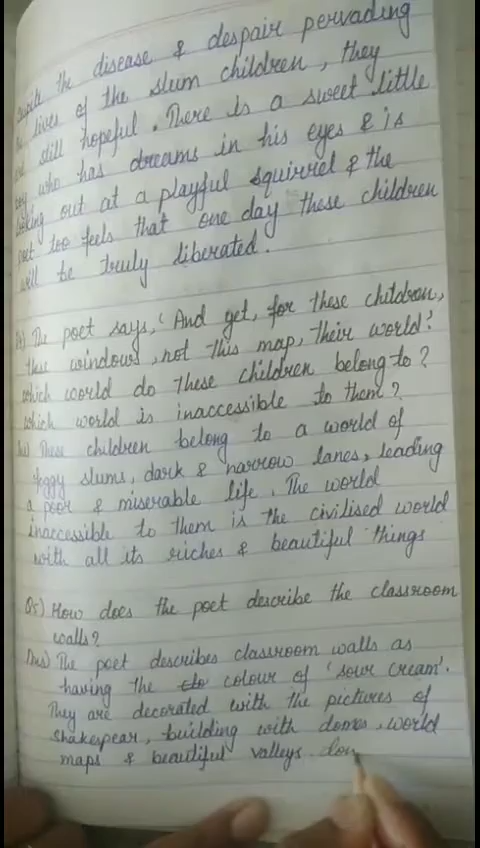 the disease & despair pervading
lives of the slum children, they
still hopeful. There is a sweet little
who has dreams in his eyes & is
looking out at a playful squirrel & the
poet too feels that one day these children
will be truly liberated.
The poet says, 'And get, for these children,
these windows, not this map, their world.'
which world do these children belong to?
which world is inaccessible to them?
These children belong to a world of
foggy slums, dark & narrow lanes, leading
a poor & miserable life. The world
inaccessible to them is the civilised world
with all its riches & beautiful things
Q5) How does the poet describe the classroom
walls?
Ans) The poet describes classroom walls as
having the colour of 'sour cream'.
They are decorated with the pictures of
Shakespear, building with domes, world
maps & beautiful valleys.